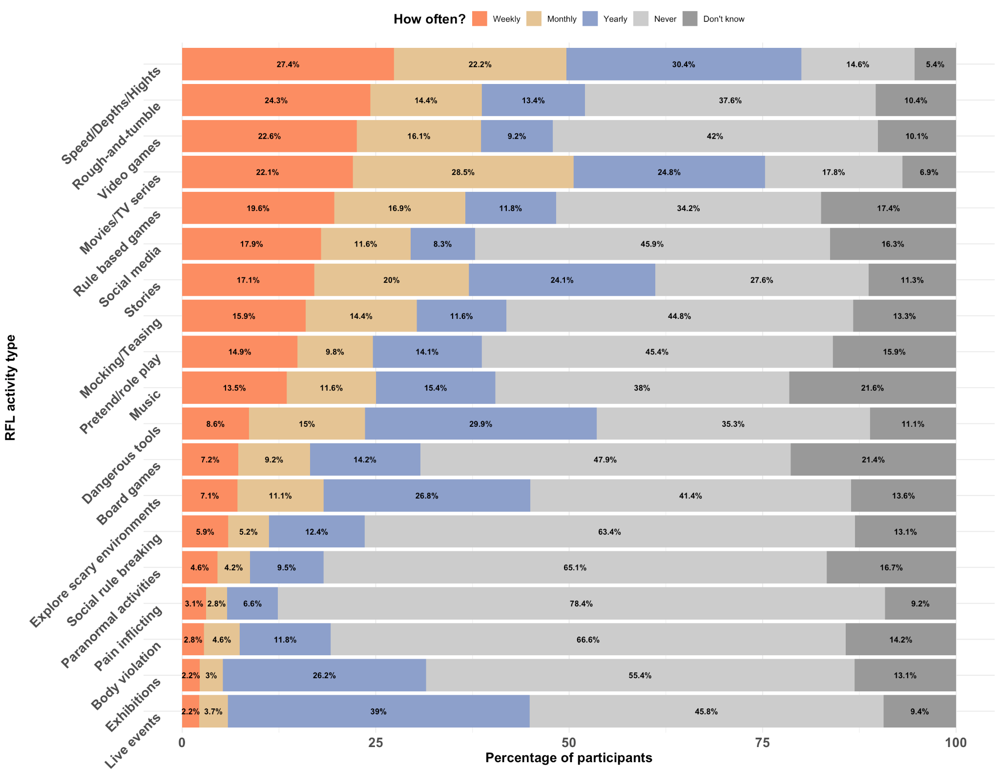 How often? Weekly Monthly Yearly Never Don't know
RFL activity type
Speed/Depths/Hights 27.4% 22.2% 30.4% 14.6% 5.4%
Rough-and-tumble 24.3% 14.4% 13.4% 37.6% 10.4%
Video games 22.6% 16.1% 9.2% 42% 10.1%
Movies/TV series 22.1% 28.5% 24.8% 17.8% 6.9%
Rule based games 19.6% 16.9% 11.8% 34.2% 17.4%
Social media 17.9% 11.6% 8.3% 45.9% 16.3%
Stories 17.1% 20% 24.1% 27.6% 11.3%
Mocking/Teasing 15.9% 14.4% 11.6% 44.8% 13.3%
Pretend/role play 14.9% 9.8% 14.1% 45.4% 15.9%
Music 13.5% 11.6% 15.4% 38% 21.6%
Dangerous tools 8.6% 15% 29.9% 35.3% 11.1%
Board games 7.2% 9.2% 14.2% 47.9% 21.4%
Explore scary environments 7.1% 11.1% 26.8% 41.4% 13.6%
Social rule breaking 5.9% 5.2% 12.4% 63.4% 13.1%
Paranormal activities 4.6% 4.2% 9.5% 65.1% 16.7%
Pain inflicting 3.1% 2.8% 6.6% 78.4% 9.2%
Body violation 2.8% 4.6% 11.8% 66.6% 14.2%
Exhibitions 2.2% 3% 26.2% 55.4% 13.1%
Live events 2.2% 3.7% 39% 45.8% 9.4%
0 25 50 75 100
Percentage of participants